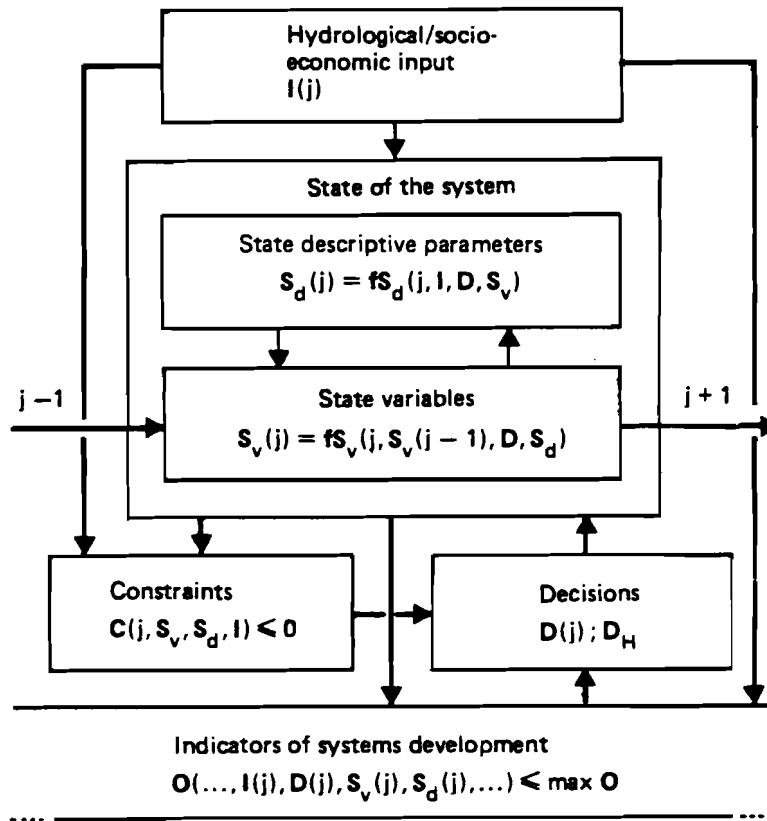 Hydrological/socio-
economic input
I(j)
State of the system
State descriptive parameters
S_d(j) = fS_d(j, I, D, S_v)
j −1
State variables
j + 1
S_v(j) = fS_v(j, S_v(j − 1), D, S_d)
Constraints
C(j, S_v, S_d, I) ⩽ 0
Decisions
D(j) ; D_H
Indicators of systems development
O(..., I(j), D(j), S_v(j), S_d(j),...) ⩽ max O